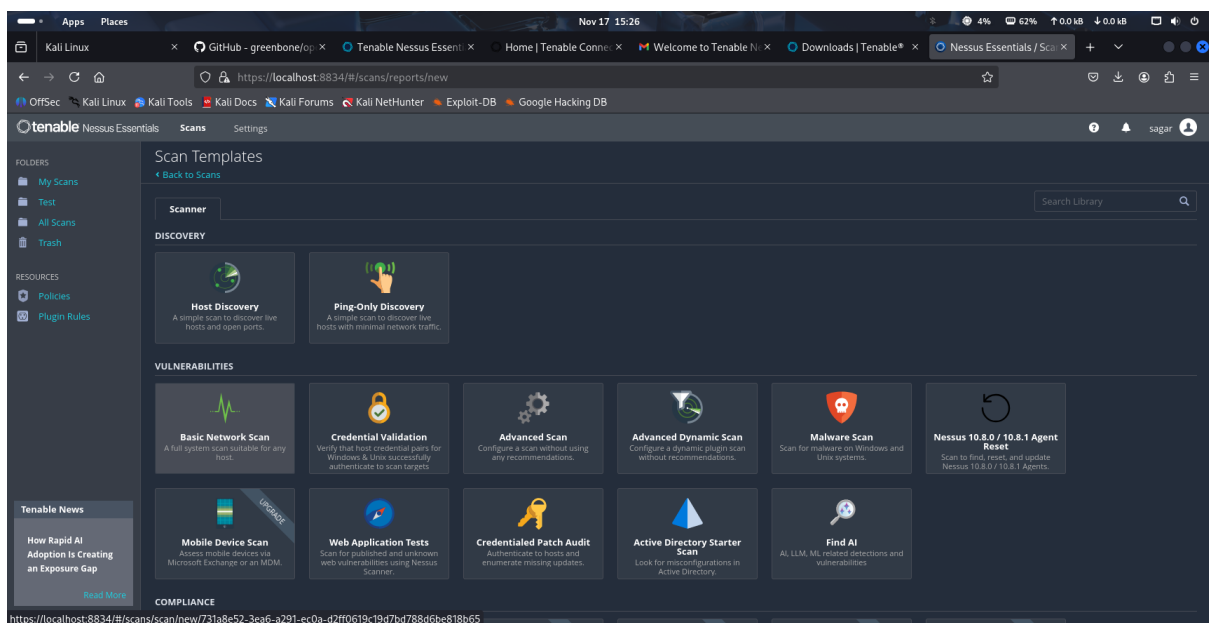 Apps Places Nov 17 15:26 4% 62% ↑0.0 kB ↓0.0 kB
Kali Linux × GitHub - greenbone/op × Tenable Nessus Essenti × Home | Tenable Connec × Welcome to Tenable Ne × Downloads | Tenable® × Nessus Essentials / Scan × +
https://localhost:8834/#/scans/reports/new
OffSec Kali Linux Kali Tools Kali Docs Kali Forums Kali NetHunter Exploit-DB Google Hacking DB
tenable Nessus Essentials Scans Settings sagar
FOLDERS
My Scans
Test
All Scans
Trash
RESOURCES
Policies
Plugin Rules
Tenable News
How Rapid AI
Adoption Is Creating
an Exposure Gap
Read More
Scan Templates
Back to Scans
Scanner
Search Library
DISCOVERY
Host Discovery
A simple scan to discover live
hosts and open ports.
Ping-Only Discovery
A simple scan to discover live
hosts with minimal network traffic.
VULNERABILITIES
Basic Network Scan
A full system scan suitable for any
host.
Credential Validation
Verify that host credential pairs for
Windows & Unix successfully
authenticate to scan targets
Advanced Scan
Configure a scan without using
any recommendations.
Advanced Dynamic Scan
Configure a dynamic plugin scan
without recommendations.
Malware Scan
Scan for malware on Windows and
Unix systems.
Nessus 10.8.0 / 10.8.1 Agent
Reset
Scan to find, reset, and update
Nessus 10.8.0 / 10.8.1 Agents.
UPGRADE
Mobile Device Scan
Assess mobile devices via
Microsoft Exchange or an MDM.
Web Application Tests
Scan for published and unknown
web vulnerabilities using Nessus
Scanner.
Credentialed Patch Audit
Authenticate to hosts and
enumerate missing updates.
Active Directory Starter
Scan
Look for misconfigurations in
Active Directory.
Find AI
AI, LLM, ML related detections and
vulnerabilities
COMPLIANCE
https://localhost:8834/#/scans/scan/new/731a8e52-3ea6-a291-ec0a-d2ff0619c19d7bd788d6be818b65